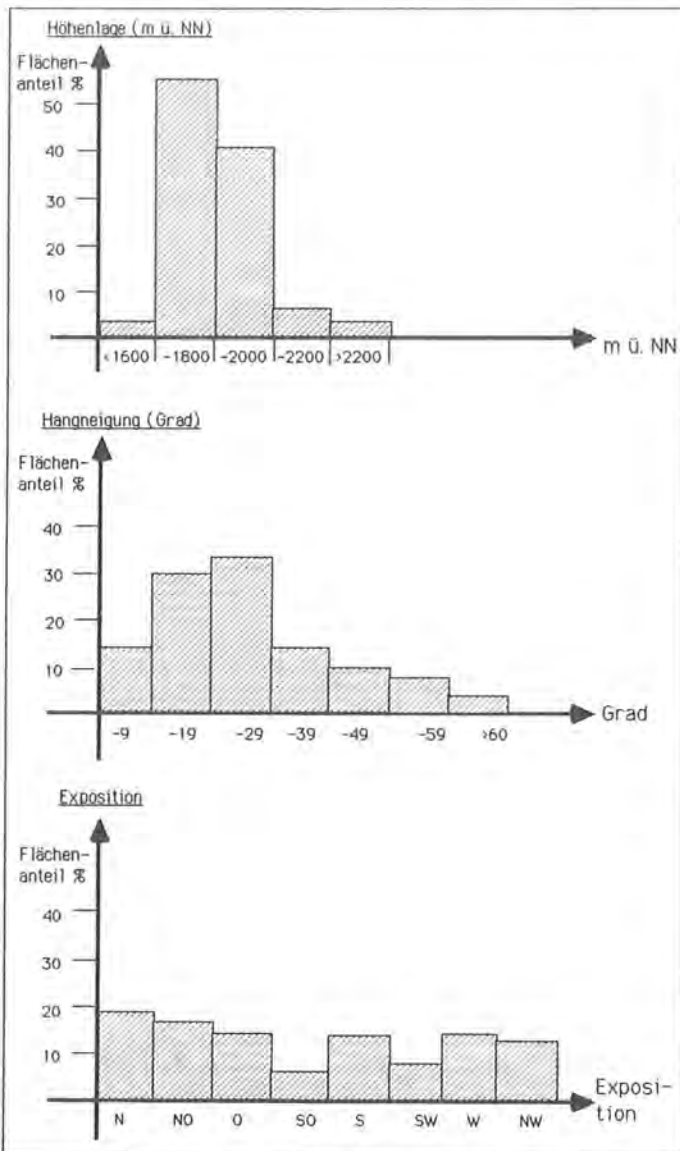 Höhenlage (m ü. NN)
Flächen-
anteil %
50
40
30
20
10
<1600 -1800 -2000 -2200 >2200
m ü. NN
Hangneigung (Grad)
Flächen-
anteil %
40
30
20
10
-9 -19 -29 -39 -49 -59 >60
Grad
Exposition
Flächen-
anteil %
40
30
20
10
N NO O SO S SW W NW
Exposi-
tion